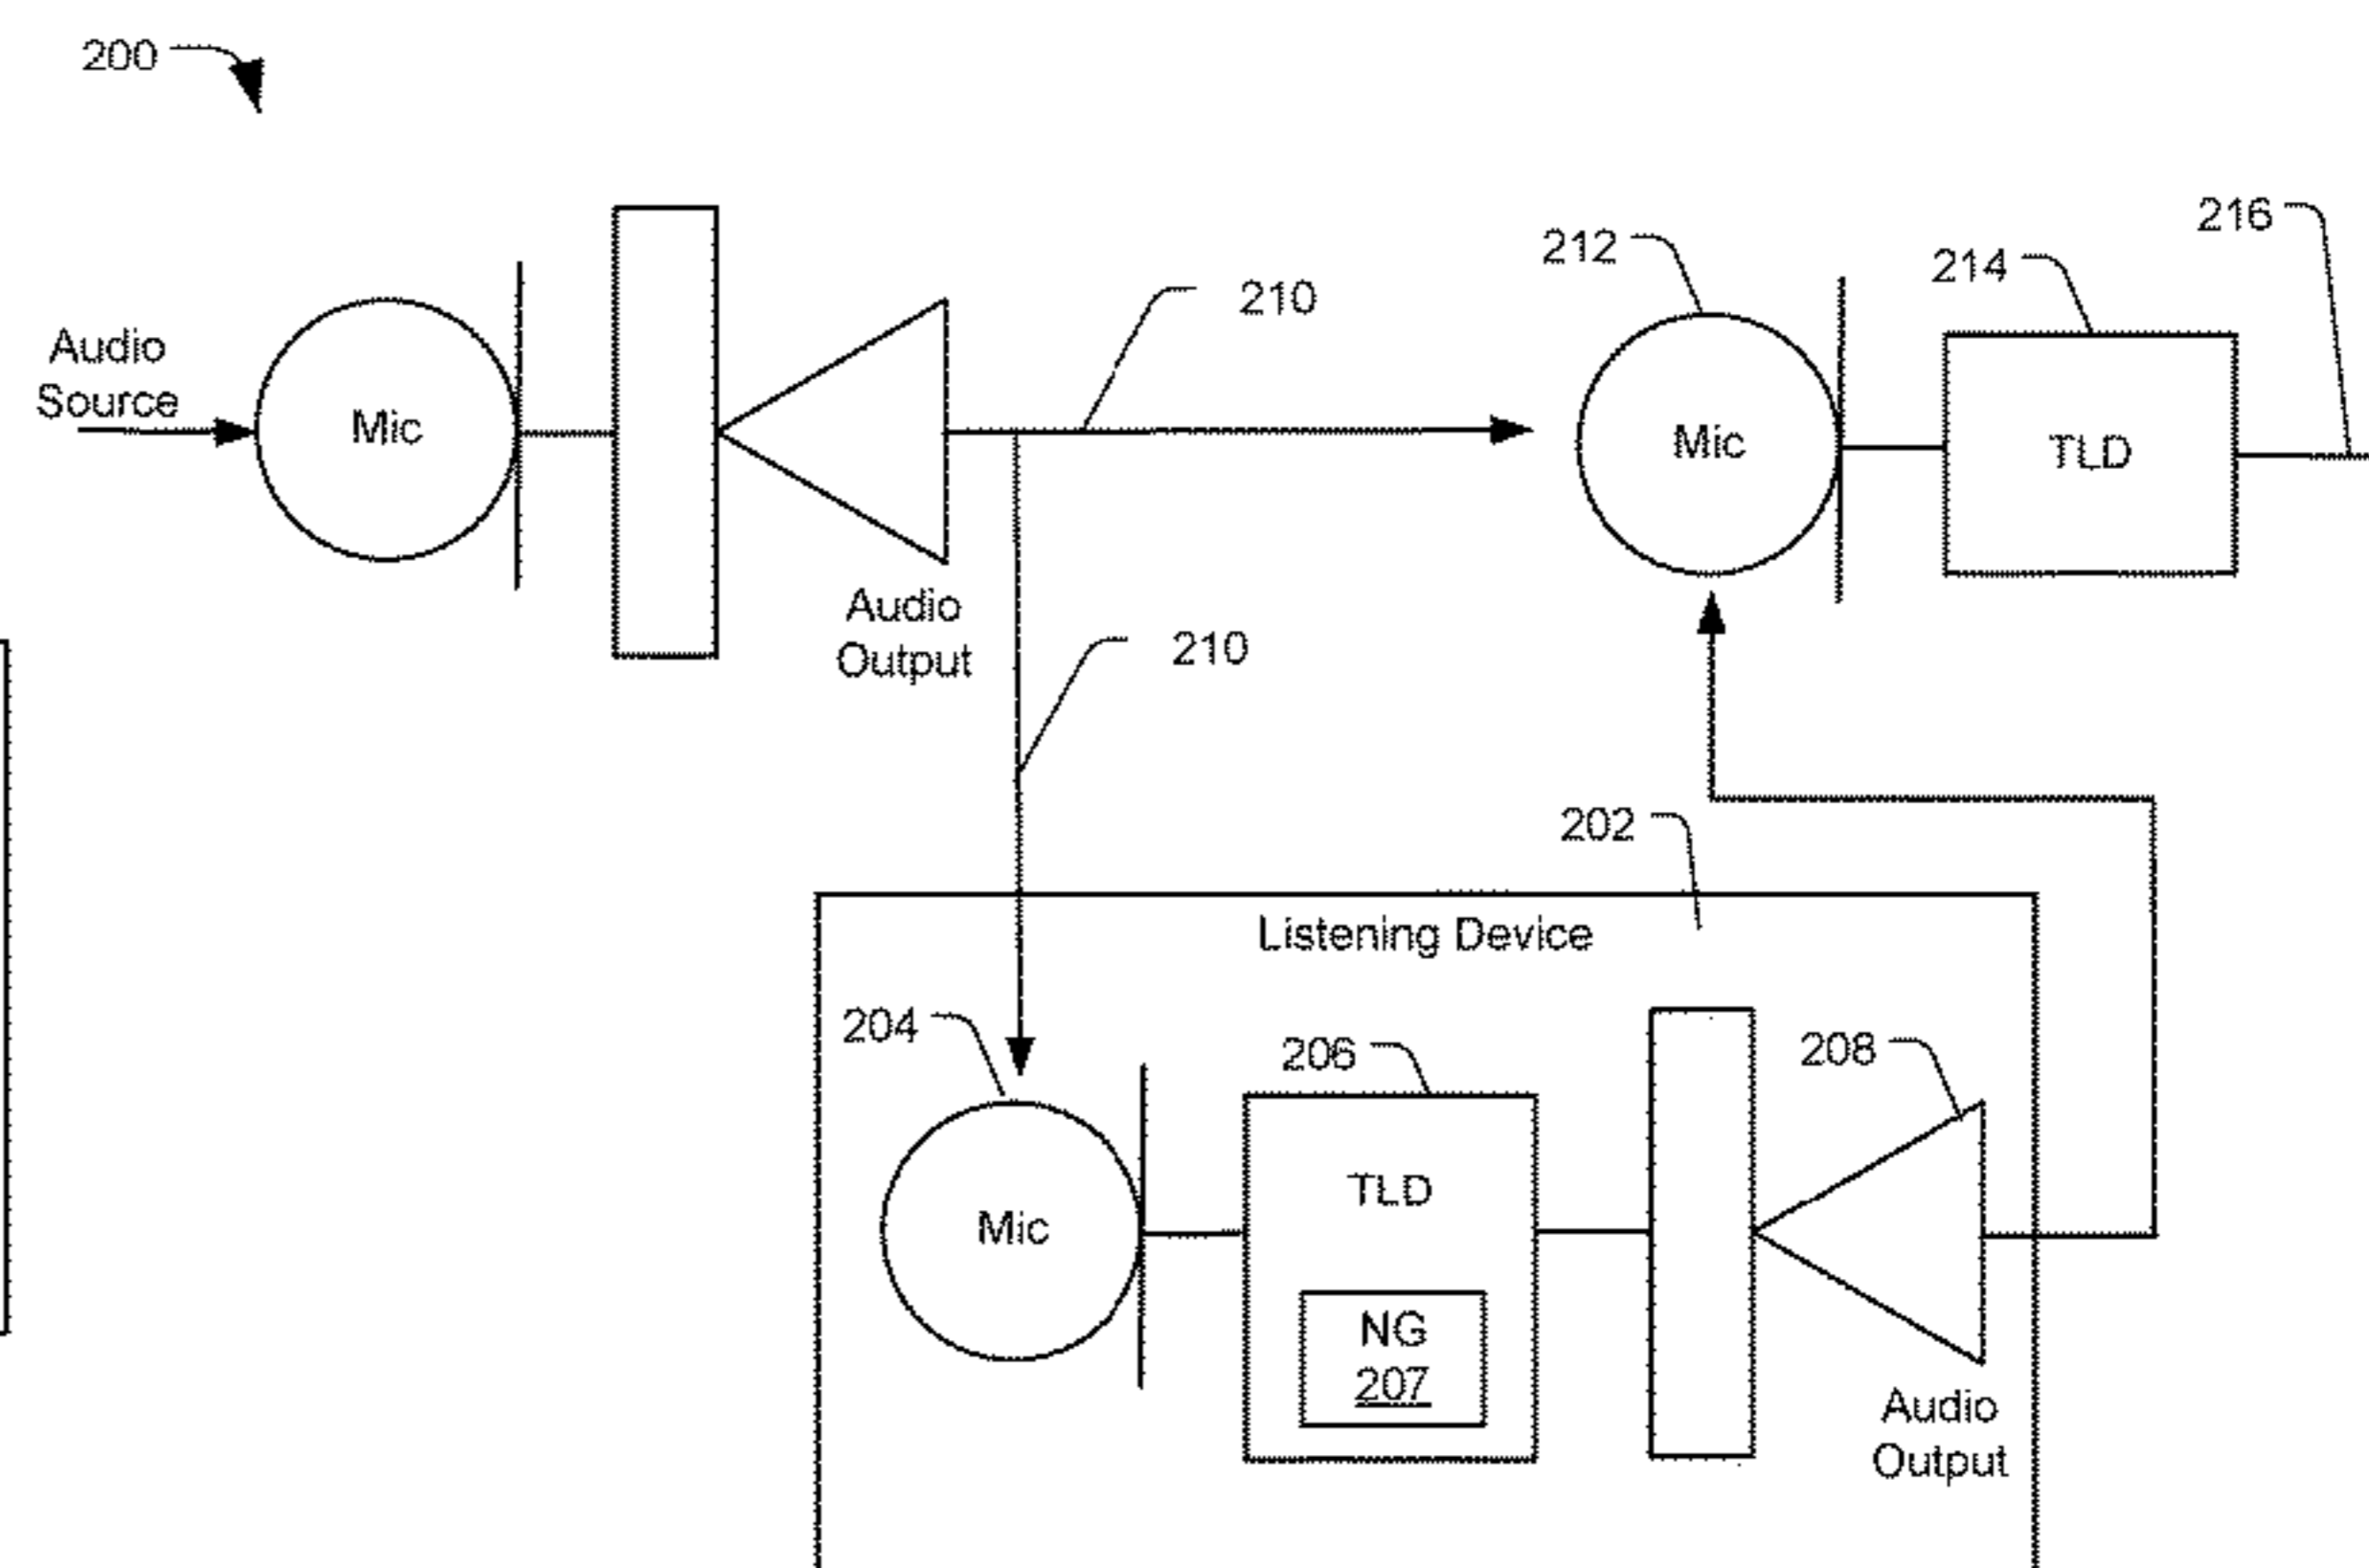 200
216
212
214
210
Audio
Source
Mic
Mic
TLD
Audio
Output
210
202
Listening Device
204
206
208
TLD
Mic
NG
207
Audio
Output